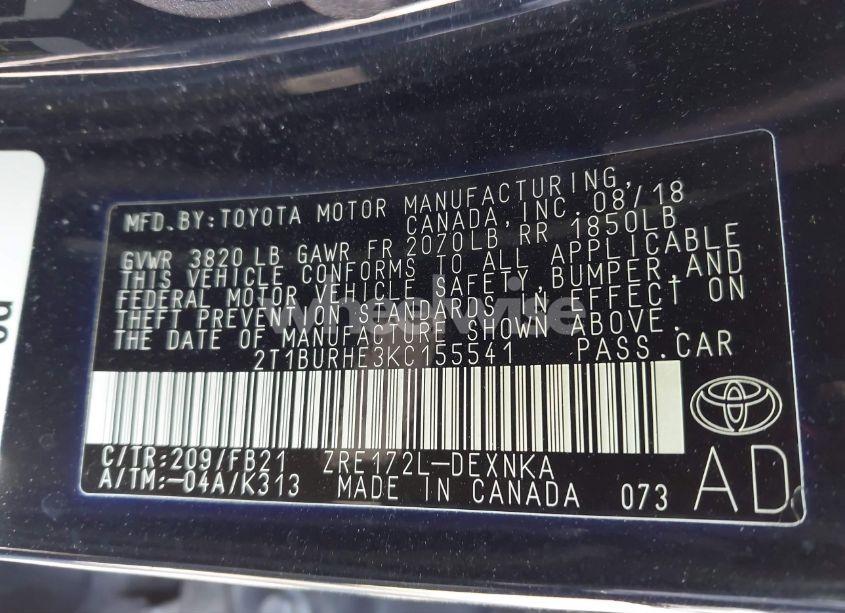 MFD. BY: TOYOTA MOTOR MANUFACTURING,
CANADA, INC. 08/18
GVWR 3820 LB GAWR FR 2070LB RR 1850LB
THIS VEHICLE CONFORMS TO ALL APPLICABLE
FEDERAL MOTOR VEHICLE SAFETY, BUMPER, AND
THEFT PREVENTION STANDARDS IN EFFECT ON
THE DATE OF MANUFACTURE SHOWN ABOVE.
2T1BURHE3KC155541 PASS. CAR
C/TR: 209/FB21 ZRE172L-DEXNKA
A/TM: -04A/K313 MADE IN CANADA 073
AD
wheelwise